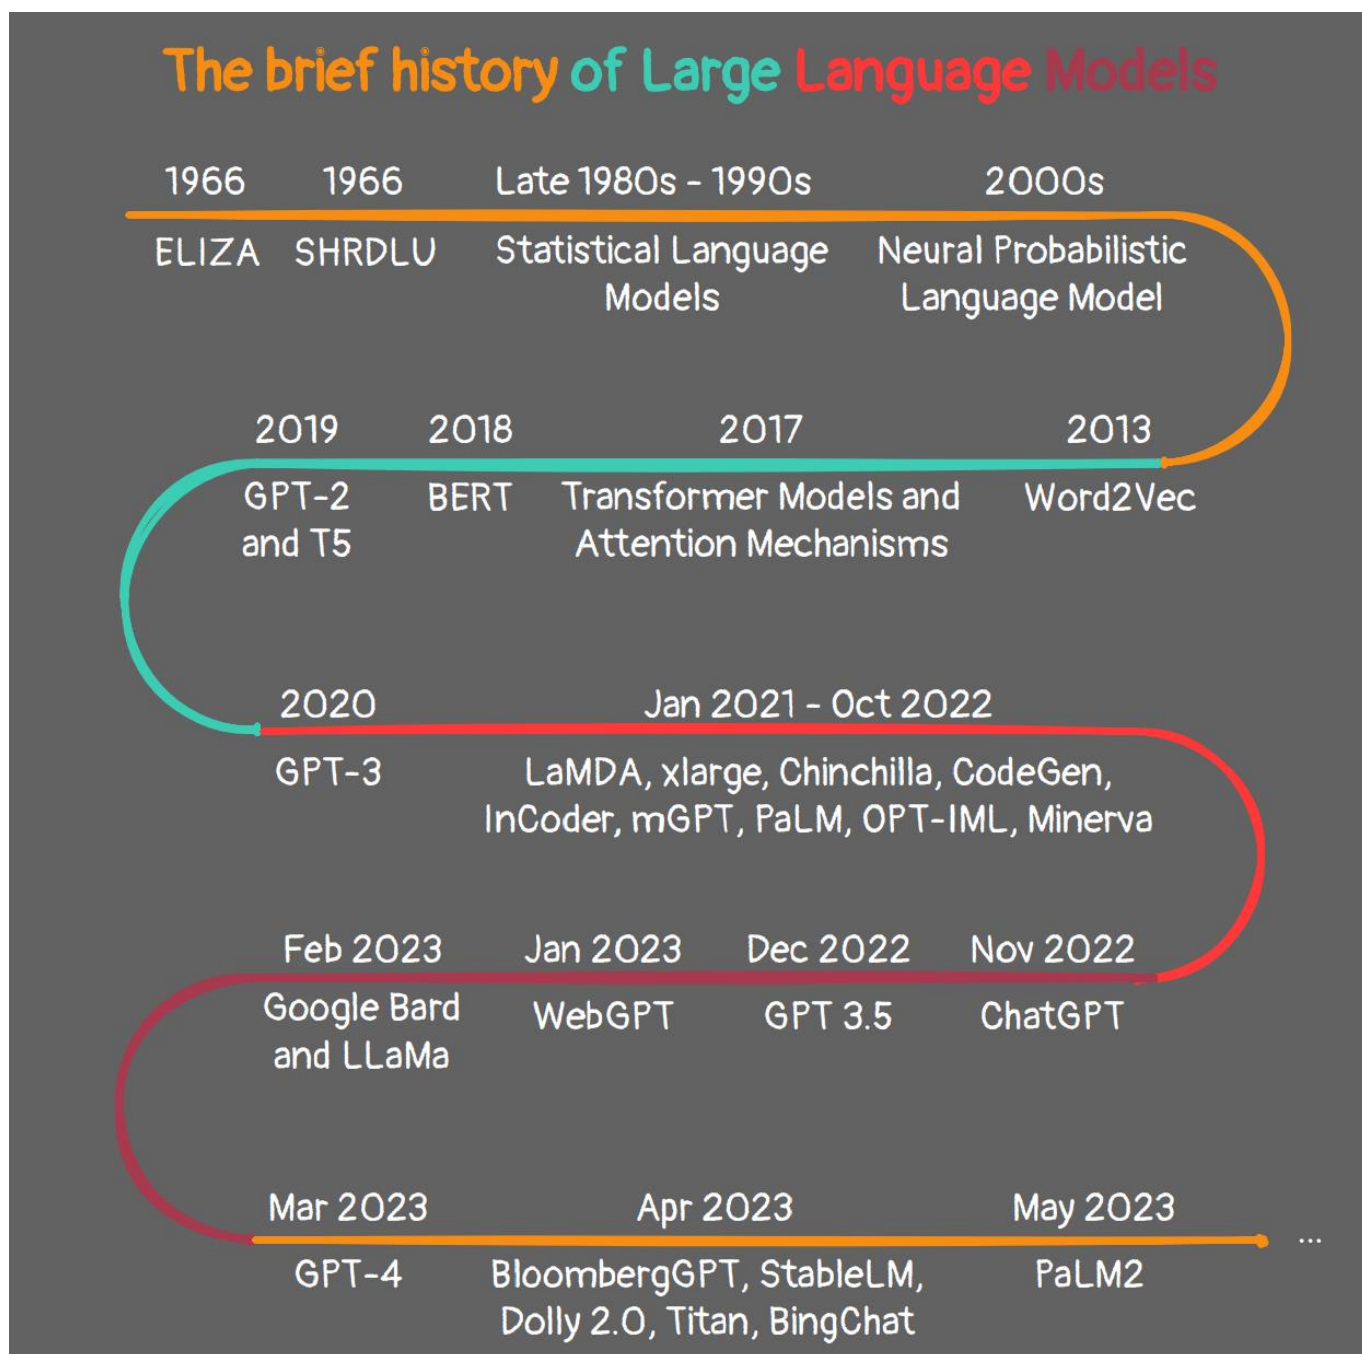 The brief history of Large Language Models
1966 1966 Late 1980s - 1990s 2000s
ELIZA SHRDLU Statistical Language Neural Probabilistic
Models Language Model
2019 2018 2017 2013
GPT-2 BERT Transformer Models and Word2Vec
and T5 Attention Mechanisms
2020 Jan 2021 - Oct 2022
GPT-3 LaMDA, xlarge, Chinchilla, CodeGen,
InCoder, mGPT, PaLM, OPT-IML, Minerva
Feb 2023 Jan 2023 Dec 2022 Nov 2022
Google Bard WebGPT GPT 3.5 ChatGPT
and LLaMa
Mar 2023 Apr 2023 May 2023
...
GPT-4 BloombergGPT, StableLM, PaLM2
Dolly 2.0, Titan, BingChat